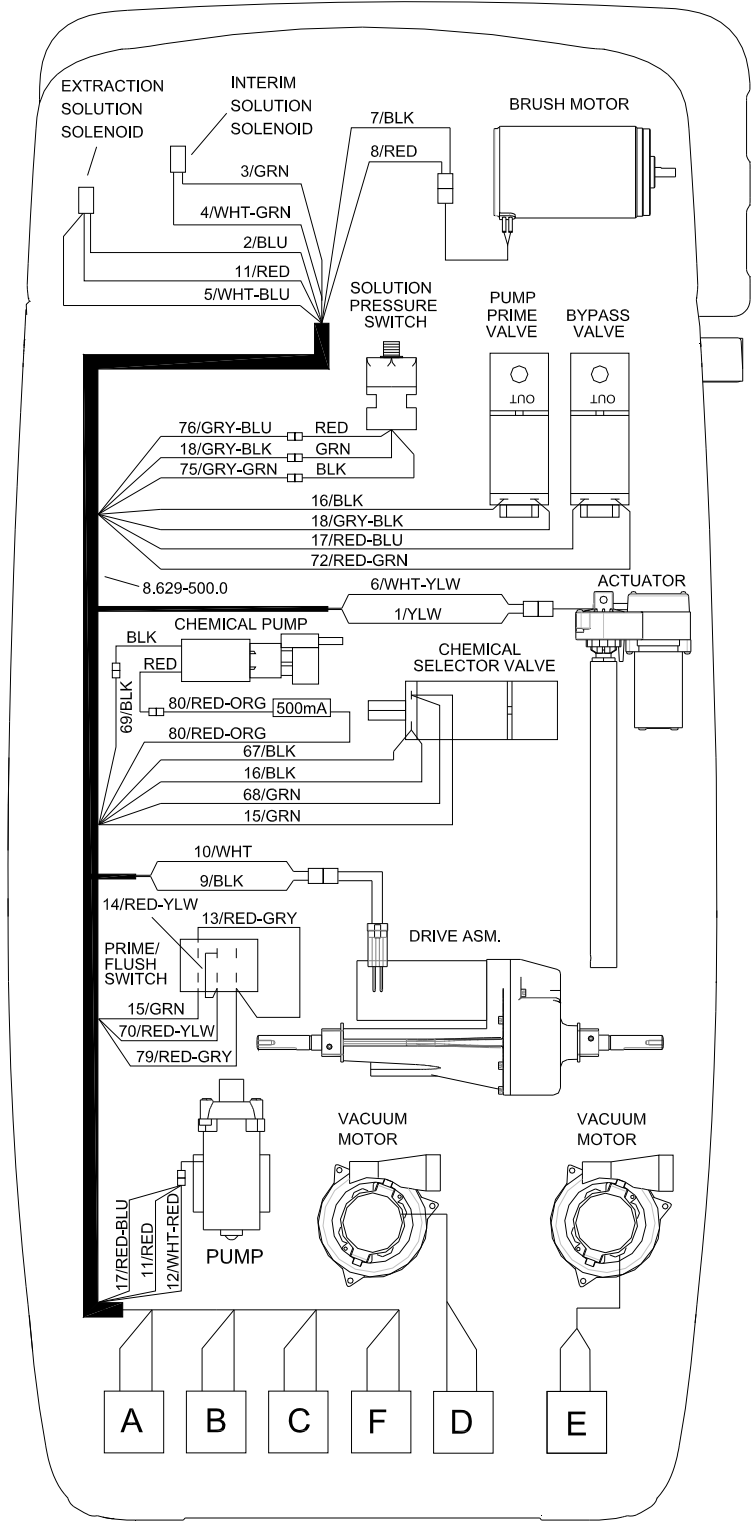 EXTRACTION
SOLUTION
SOLENOID
INTERIM
SOLUTION
SOLENOID
7/BLK
8/RED
BRUSH MOTOR
3/GRN
4/WHT-GRN
2/BLU
11/RED
5/WHT-BLU
SOLUTION
PRESSURE
SWITCH
PUMP
PRIME
VALVE
BYPASS
VALVE
OUT
OUT
76/GRY-BLU
RED
18/GRY-BLK
GRN
75/GRY-GRN
BLK
16/BLK
18/GRY-BLK
17/RED-BLU
72/RED-GRN
8.629-500.0
6/WHT-YLW
1/YLW
ACTUATOR
CHEMICAL PUMP
BLK
RED
69/BLK
80/RED-ORG
500mA
80/RED-ORG
CHEMICAL
SELECTOR VALVE
67/BLK
16/BLK
68/GRN
15/GRN
10/WHT
9/BLK
14/RED-YLW
13/RED-GRY
PRIME/
FLUSH
SWITCH
DRIVE ASM.
15/GRN
70/RED-YLW
79/RED-GRY
VACUUM
MOTOR
VACUUM
MOTOR
17/RED-BLU
11/RED
12/WHT-RED
PUMP
A
B
C
F
D
E